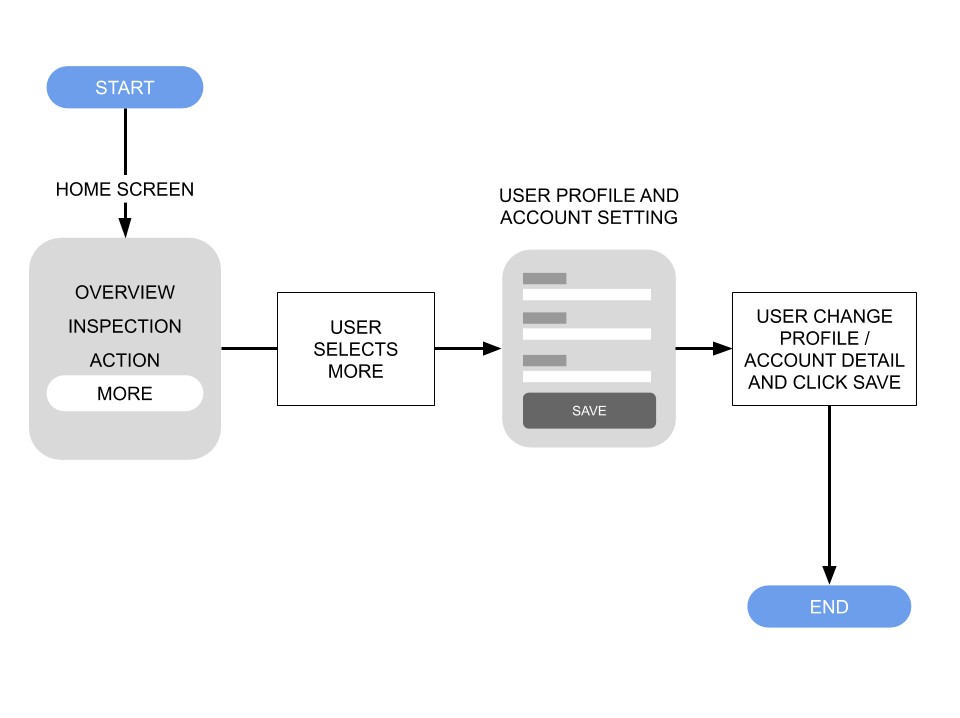 START
HOME SCREEN
OVERVIEW
INSPECTION
ACTION
MORE
USER
SELECTS
MORE
USER PROFILE AND
ACCOUNT SETTING
SAVE
USER CHANGE
PROFILE /
ACCOUNT DETAIL
AND CLICK SAVE
END